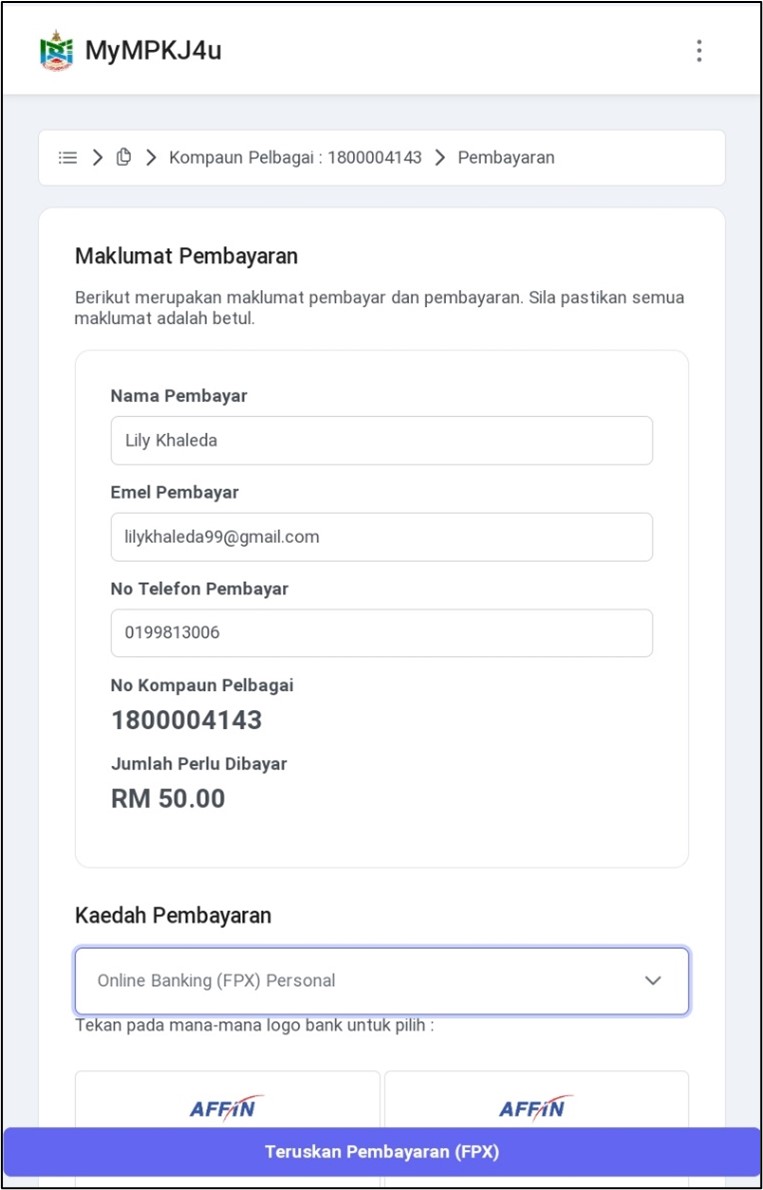 MyMPKJ4u
Kompaun Pelbagai : 1800004143 > Pembayaran
Maklumat Pembayaran
Berikut merupakan maklumat pembayar dan pembayaran. Sila pastikan semua
maklumat adalah betul.
Nama Pembayar
Lily Khaleda
Emel Pembayar
lilykhaleda99@gmail.com
No Telefon Pembayar
0199813006
No Kompaun Pelbagai
1800004143
Jumlah Perlu Dibayar
RM 50.00
Kaedah Pembayaran
Online Banking (FPX) Personal
Tekan pada mana-mana logo bank untuk pilih :
AFFIN AFFIN
Teruskan Pembayaran (FPX)